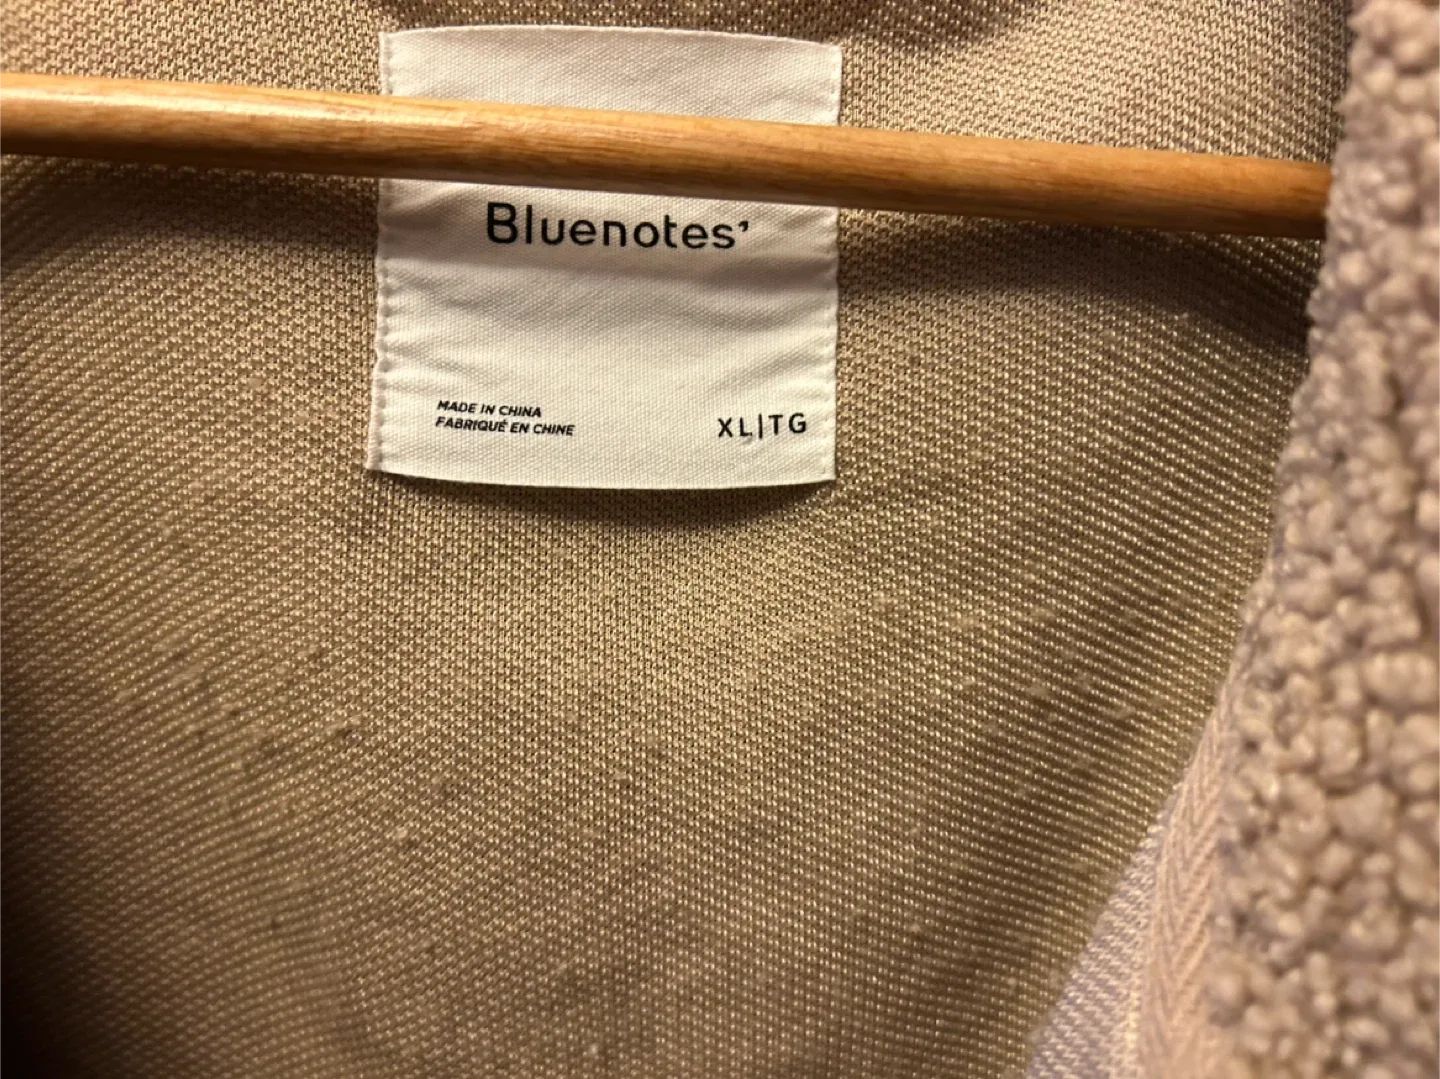 Bluenotes'
MADE IN CHINA
FABRIQUÉ EN CHINE
XL|TG